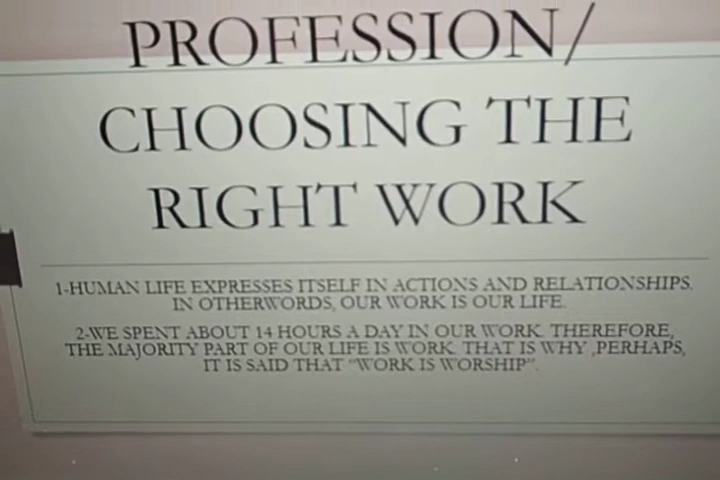 PROFESSION/
CHOOSING THE
RIGHT WORK
1-HUMAN LIFE EXPRESSES ITSELF IN ACTIONS AND RELATIONSHIPS.
IN OTHERWORDS, OUR WORK IS OUR LIFE.
2-WE SPENT ABOUT 14 HOURS A DAY IN OUR WORK. THEREFORE,
THE MAJORITY PART OF OUR LIFE IS WORK. THAT IS WHY ,PERHAPS,
IT IS SAID THAT "WORK IS WORSHIP".